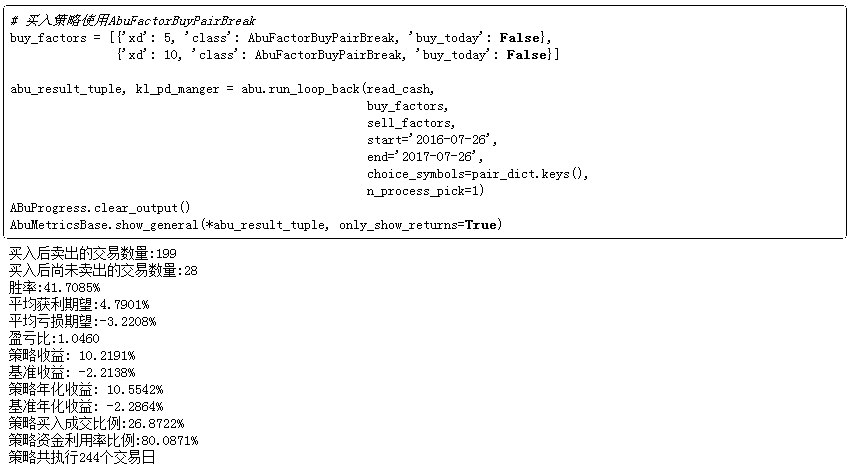 # 买入策略使用AbuFactorBuyPairBreak
buy_factors = [{'xd': 5, 'class': AbuFactorBuyPairBreak, 'buy_today': False},
{'xd': 10, 'class': AbuFactorBuyPairBreak, 'buy_today': False}]
abu_result_tuple, kl_pd_manger = abu.run_loop_back(read_cash,
buy_factors,
sell_factors,
start='2016-07-26',
end='2017-07-26',
choice_symbols=pair_dict.keys(),
n_process_pick=1)
ABuProgress.clear_output()
AbuMetricsBase.show_general(*abu_result_tuple, only_show_returns=True)
买入后卖出的交易数量:199
买入后尚未卖出的交易数量:28
胜率:41.7085%
平均获利期望:4.7901%
平均亏损期望:-3.2208%
盈亏比:1.0460
策略收益: 10.2191%
基准收益: -2.2138%
策略年化收益: 10.5542%
基准年化收益: -2.2864%
策略买入成交比例:26.8722%
策略资金利用率比例:80.0871%
策略共执行244个交易日